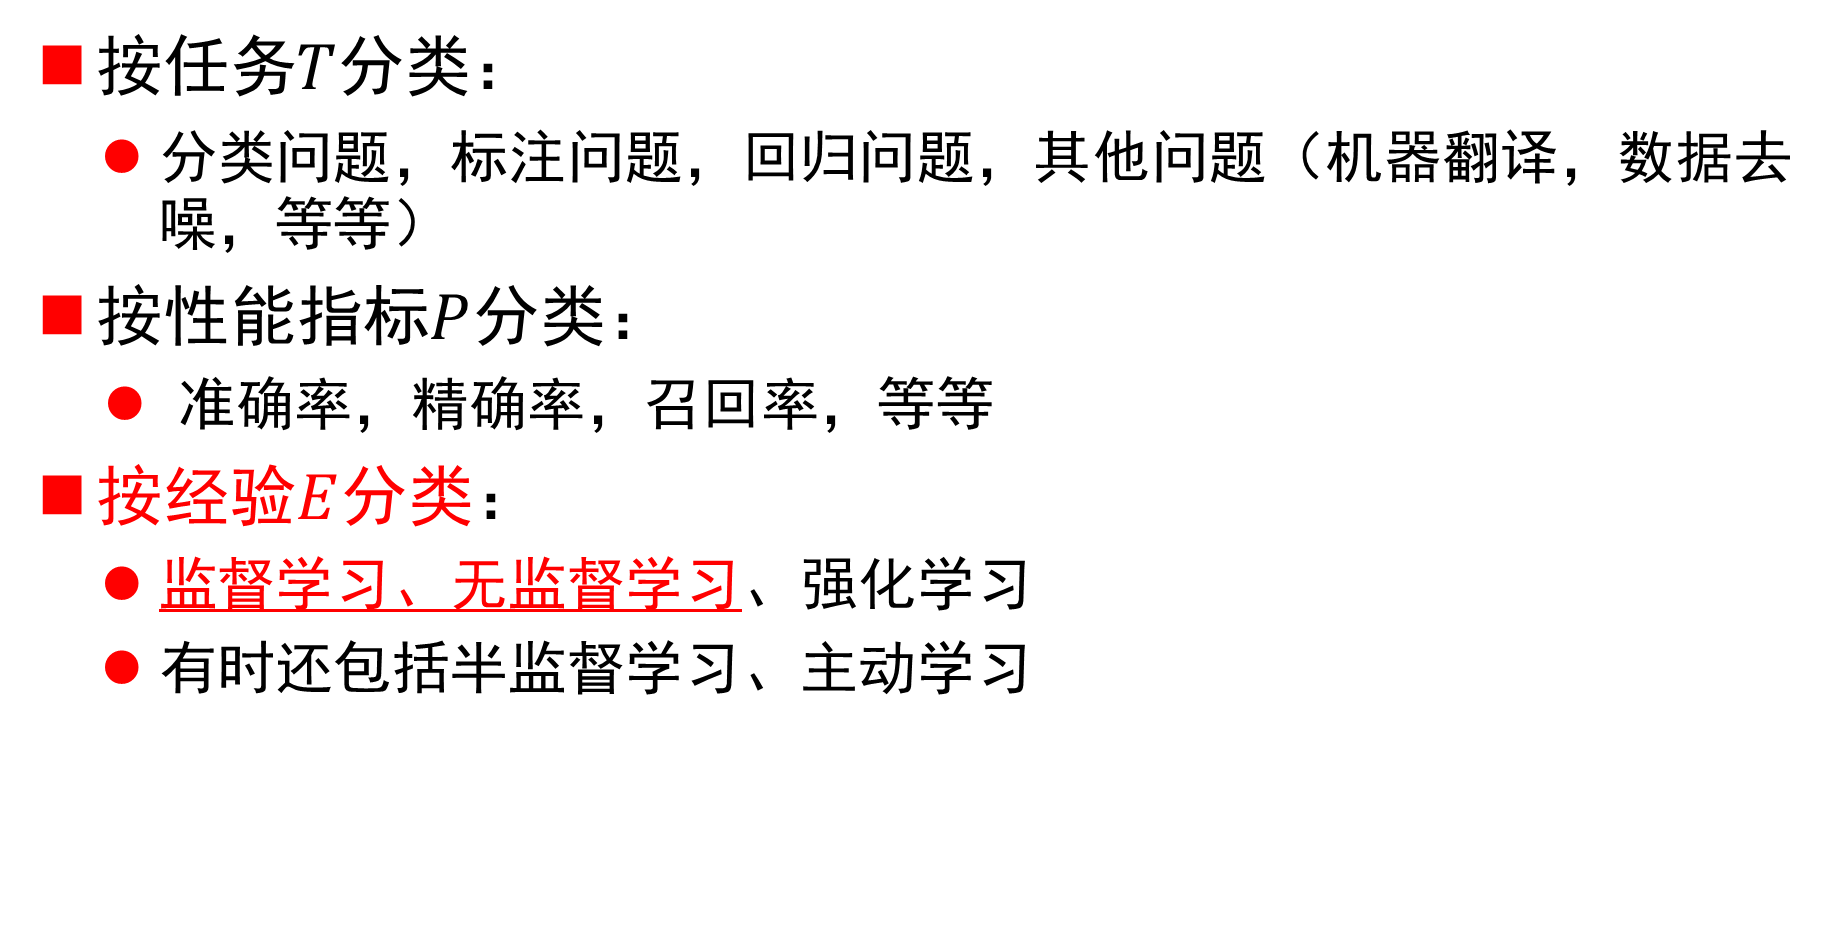 按任务T分类：
分类问题，标注问题，回归问题，其他问题（机器翻译，数据去
噪，等等）
按性能指标P分类：
准确率，精确率，召回率，等等
按经验E分类：
监督学习、无监督学习、强化学习
有时还包括半监督学习、主动学习